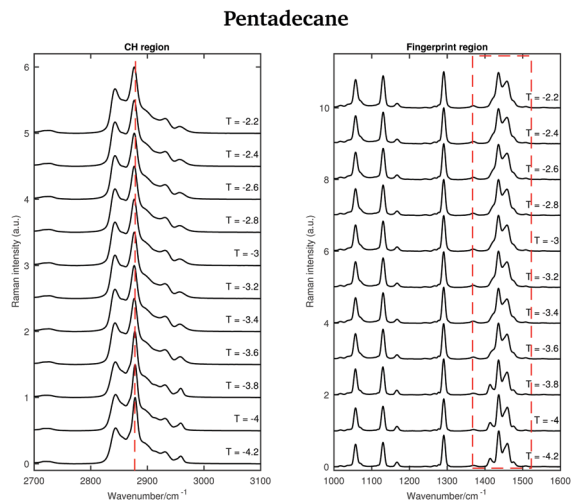 Pentadecane
CH region
6
5
4
3
2
1
0
Raman intensity (a.u.)
T = -2.2
T = -2.4
T = -2.6
T = -2.8
T = -3
T = -3.2
T = -3.4
T = -3.6
T = -3.8
T = -4
T = -4.2
2700 2800 2900 3000 3100
Wavenumber/cm⁻¹
Fingerprint region
10
8
6
4
2
0
Raman intensity (a.u.)
T = -2.2
T = -2.4
T = -2.6
T = -2.8
T = -3
T = -3.2
T = -3.4
T = -3.6
T = -3.8
T = -4
T = -4.2
1000 1100 1200 1300 1400 1500 1600
Wavenumber/cm⁻¹